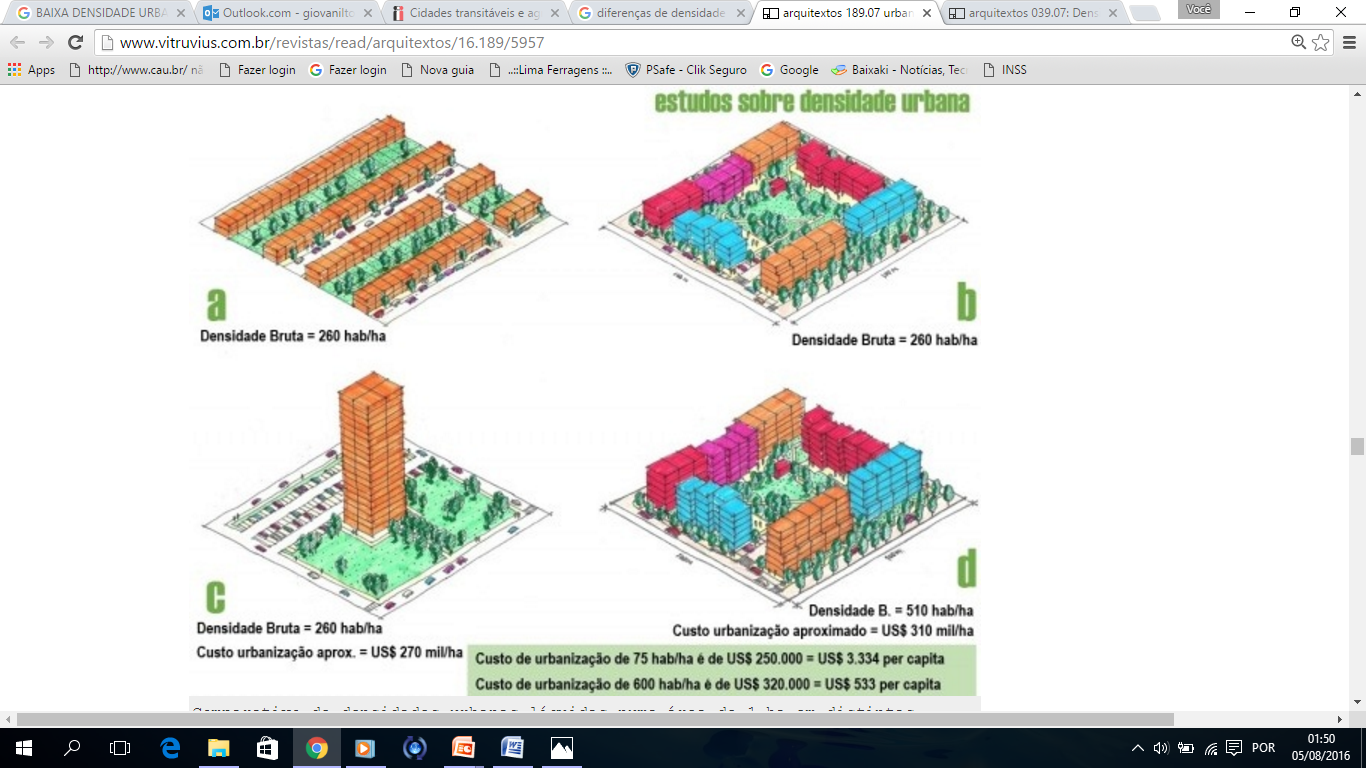 BAIXA DENSIDADE URBA
Outlook.com - giovanilto
Cidades transitáveis e ag
diferenças de densidade
arquitextos 189.07 urban
arquitextos 039.07: Dens
Você
www.vitruvius.com.br/revistas/read/arquitextos/16.189/5957
Apps
http://www.cau.br/ nã
Fazer login
Fazer login
Nova guia
..::Lima Ferragens ::..
PSafe - Clik Seguro
Google
Baixaki - Notícias, Tec
INSS
estudos sobre densidade urbana
a
Densidade Bruta = 260 hab/ha
b
Densidade Bruta = 260 hab/ha
c
Densidade Bruta = 260 hab/ha
Custo urbanização aprox. = US$ 270 mil/ha
d
Densidade B. = 510 hab/ha
Custo urbanização aproximado = US$ 310 mil/ha
Custo de urbanização de 75 hab/ha é de US$ 250.000 = US$ 3.334 per capita
Custo de urbanização de 600 hab/ha é de US$ 320.000 = US$ 533 per capita
POR
01:50
05/08/2016